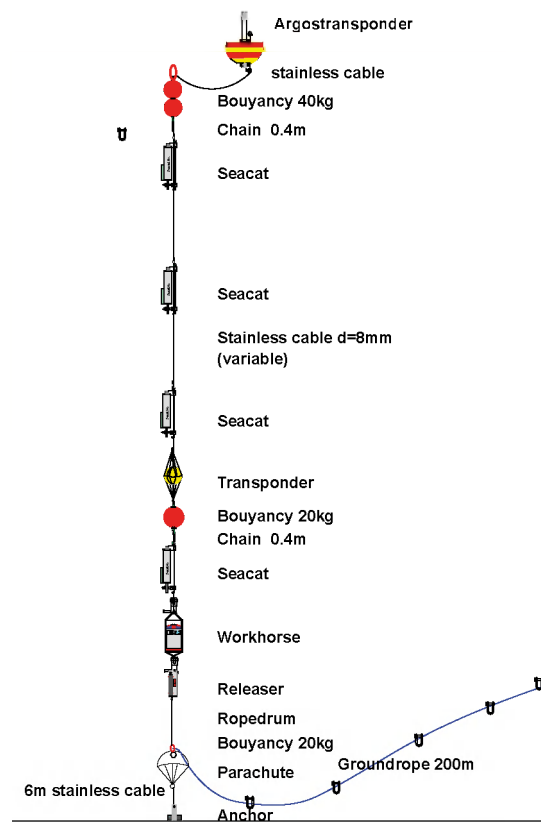 Argostransponder
stainless cable
Bouyancy 40kg
Chain 0.4m
Seacat
Seacat
Stainless cable d=8mm
(variable)
Seacat
Transponder
Bouyancy 20kg
Chain 0.4m
Seacat
Workhorse
Releaser
Ropedrum
Bouyancy 20kg
Groundrope 200m
Parachute
6m stainless cable
Anchor